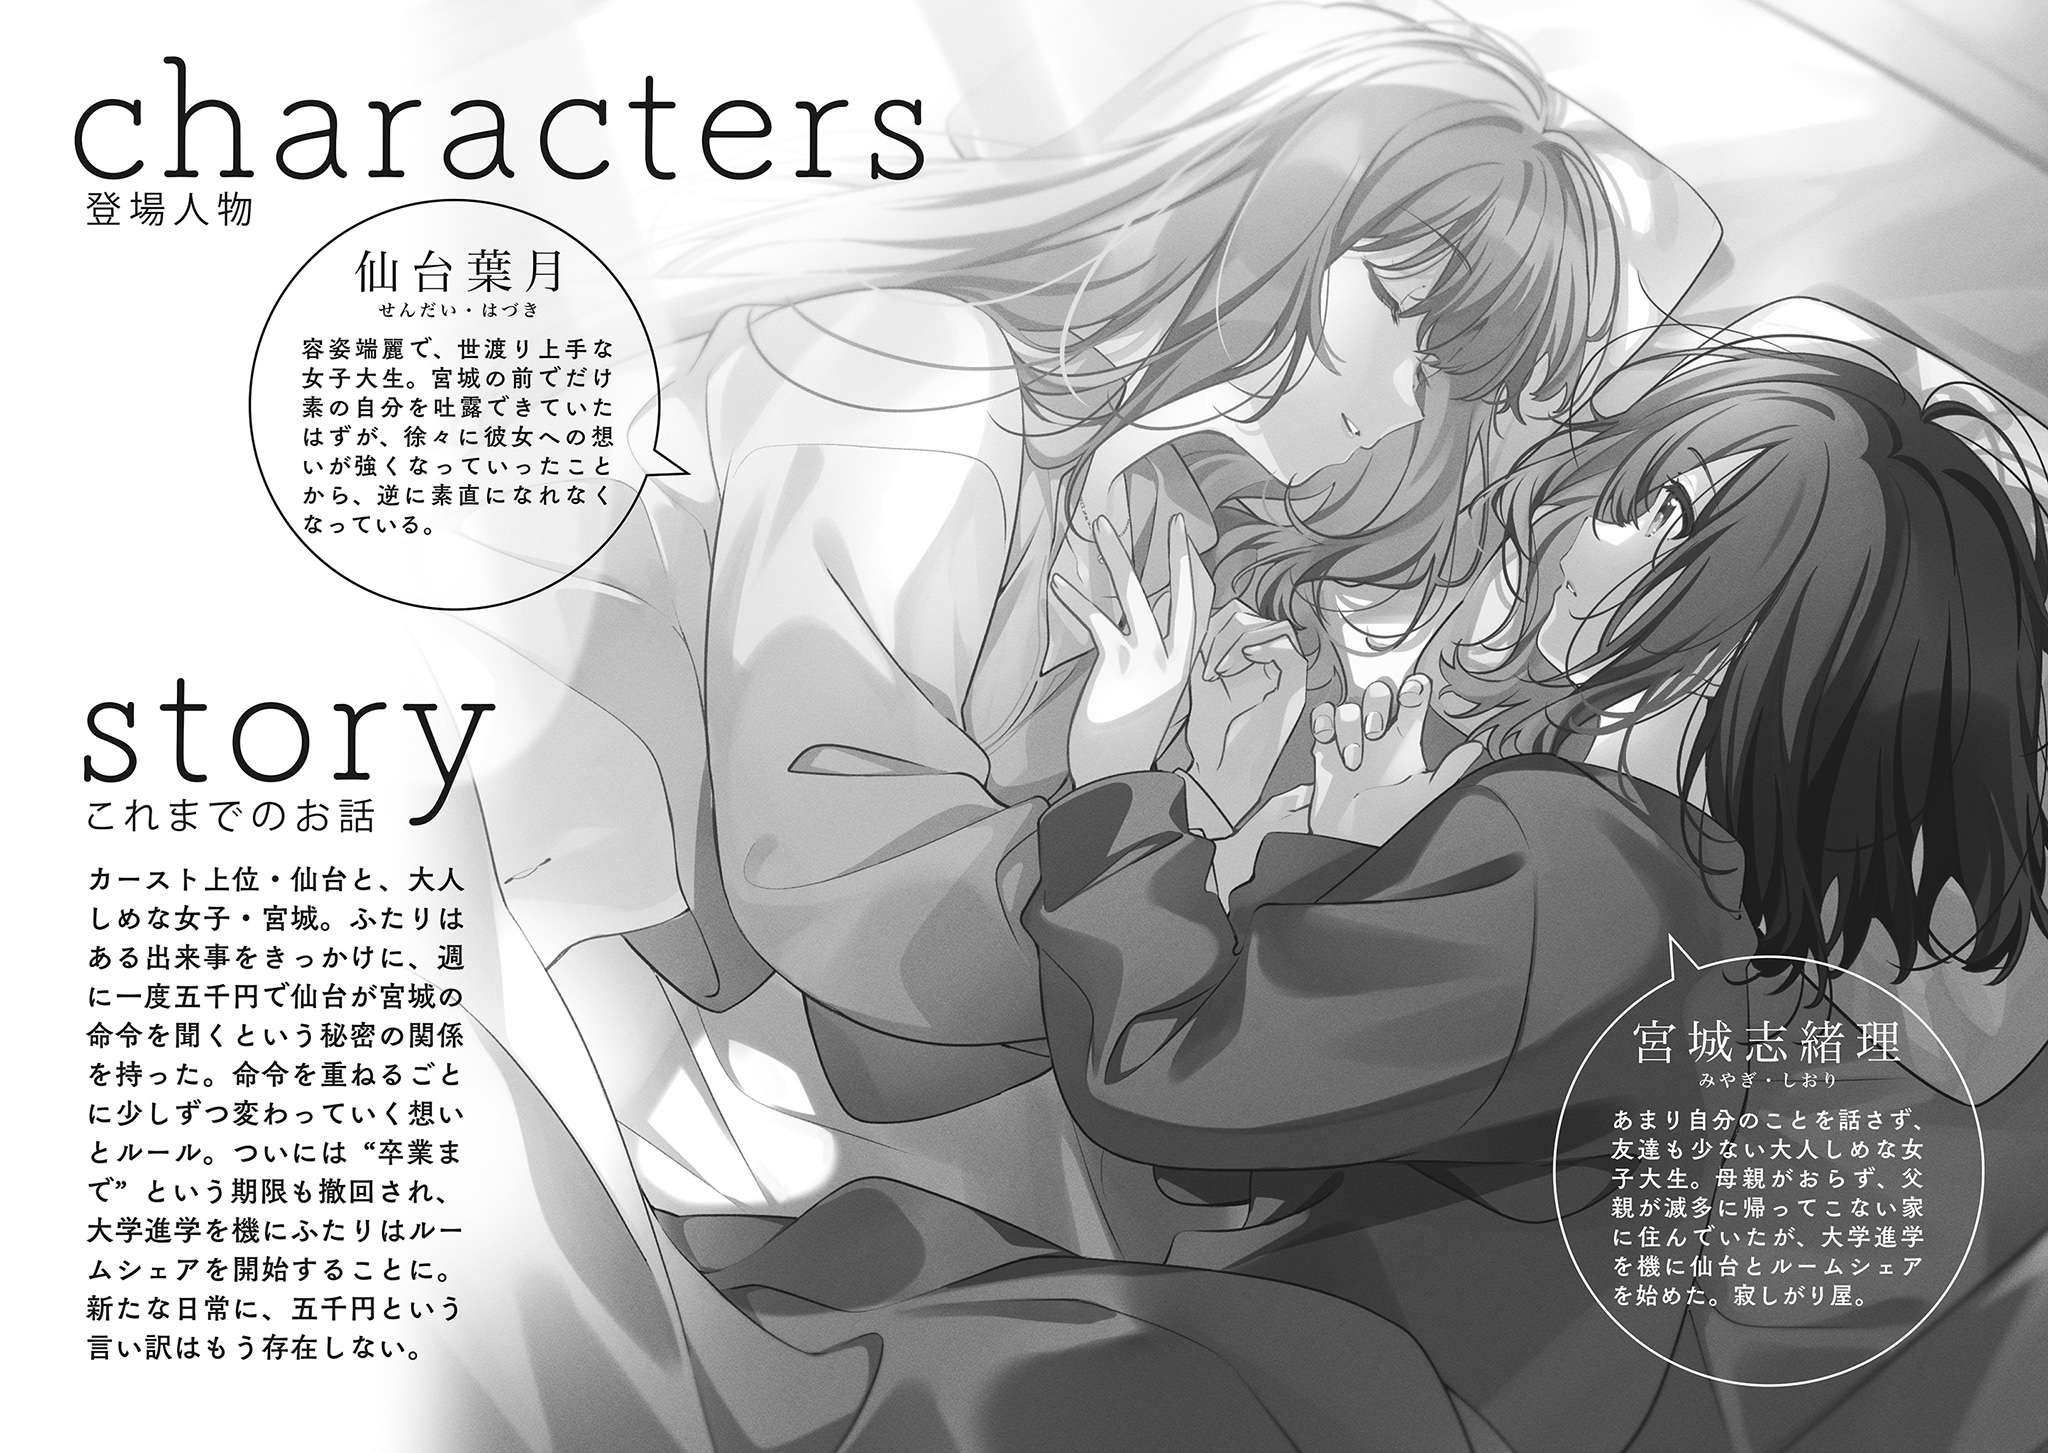 characters
登場人物
仙台葉月
せんだい・はづき
容姿端麗で、世渡り上手な
女子大生。宮城の前でだけ
素の自分を吐露できていた
はずが、徐々に彼女への想
いが強くなっていったこと
から、逆に素直になれなく
なっている。
story
これまでのお話
カースト上位・仙台と、大人
しめな女子・宮城。ふたりは
ある出来事をきっかけに、週
に一度五千円で仙台が宮城の
命令を聞くという秘密の関係
を持った。命令を重ねるごと
に少しずつ変わっていく想い
とルール。ついには“卒業ま
で”という期限も撤回され、
大学進学を機にふたりはルー
ムシェアを開始することに。
新たな日常に、五千円という
言い訳はもう存在しない。
宮城志緒理
みやぎ・しおり
あまり自分のことを話さず、
友達も少ない大人しめな女
子大生。母親がおらず、父
親が滅多に帰ってこない家
に住んでいたが、大学進学
を機に仙台とルームシェア
を始めた。寂しがり屋。